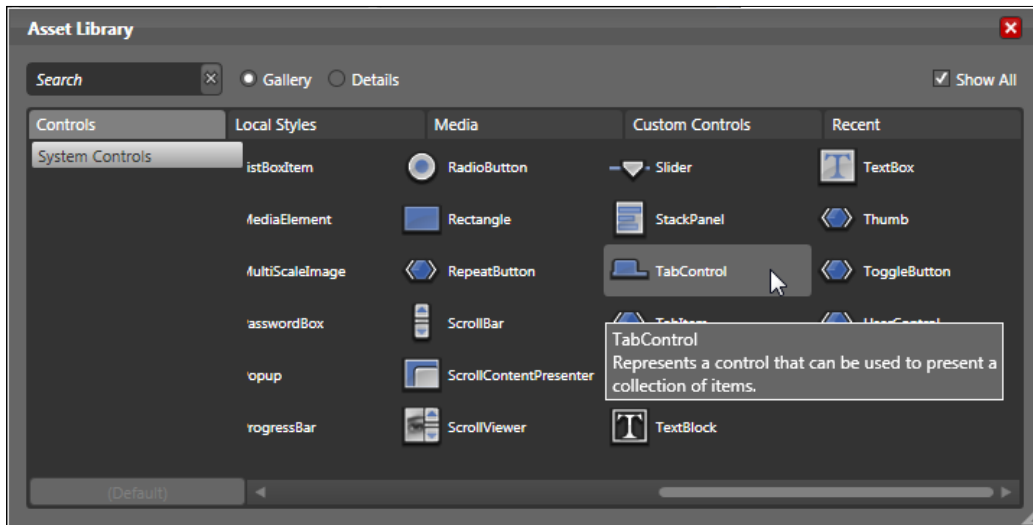 Asset Library
Search
Gallery
Details
Show All
Controls
Local Styles
Media
Custom Controls
Recent
System Controls
istBoxItem
RadioButton
Slider
TextBox
MediaElement
Rectangle
StackPanel
Thumb
MultiScaleImage
RepeatButton
TabControl
ToggleButton
asswordBox
ScrollBar
TabItem
UserControl
opup
ScrollContentPresenter
TabControl
Represents a control that can be used to present a
collection of items.
rogressBar
ScrollViewer
TextBlock
(Default)